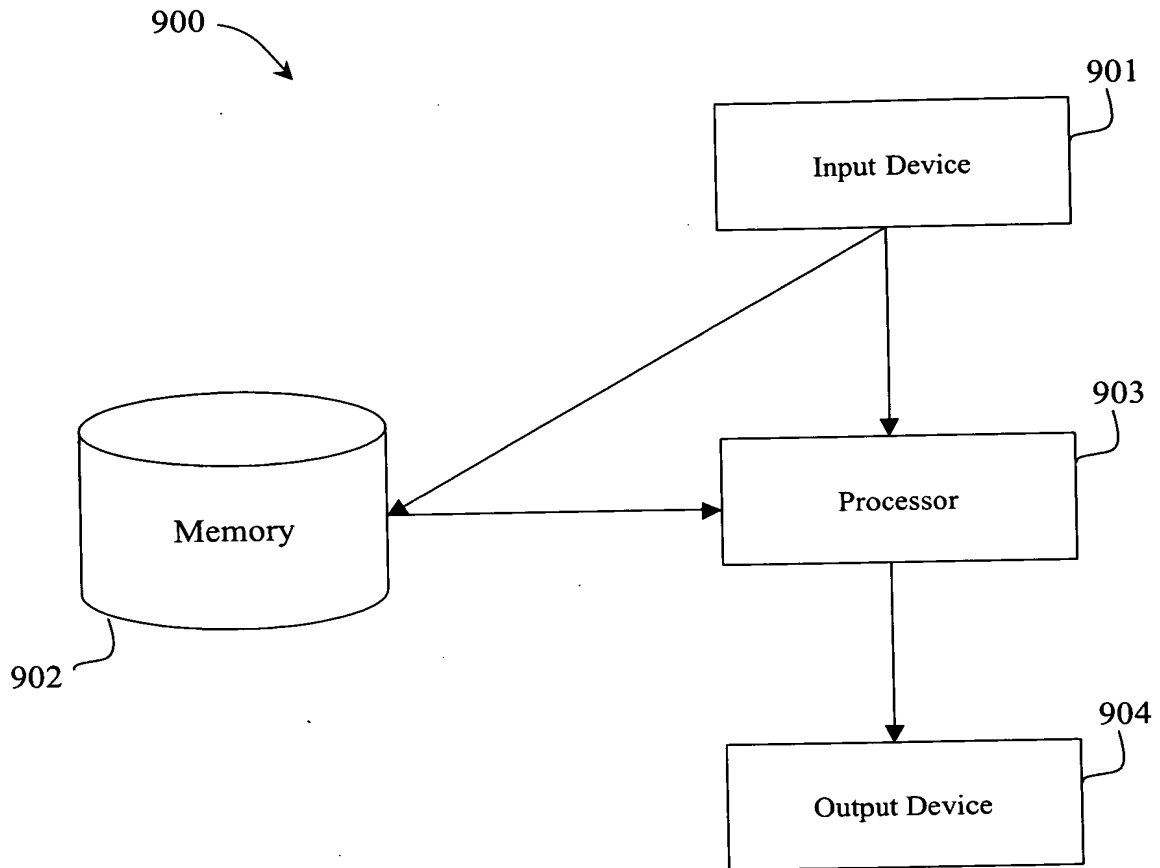 900
901
Input Device
903
Processor
Memory
902
904
Output Device